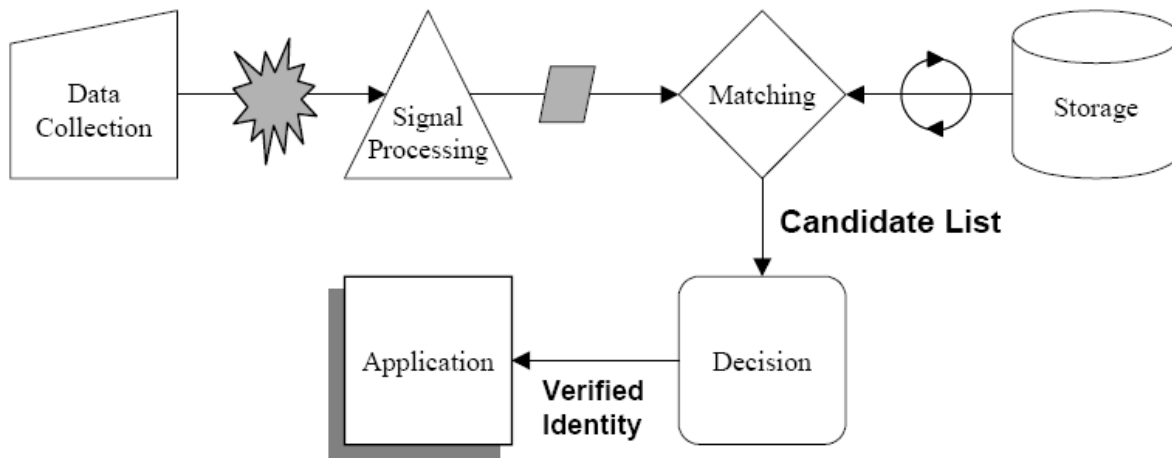 Data
Collection
Signal
Processing
Matching
Storage
Candidate List
Application
Verified
Identity
Decision